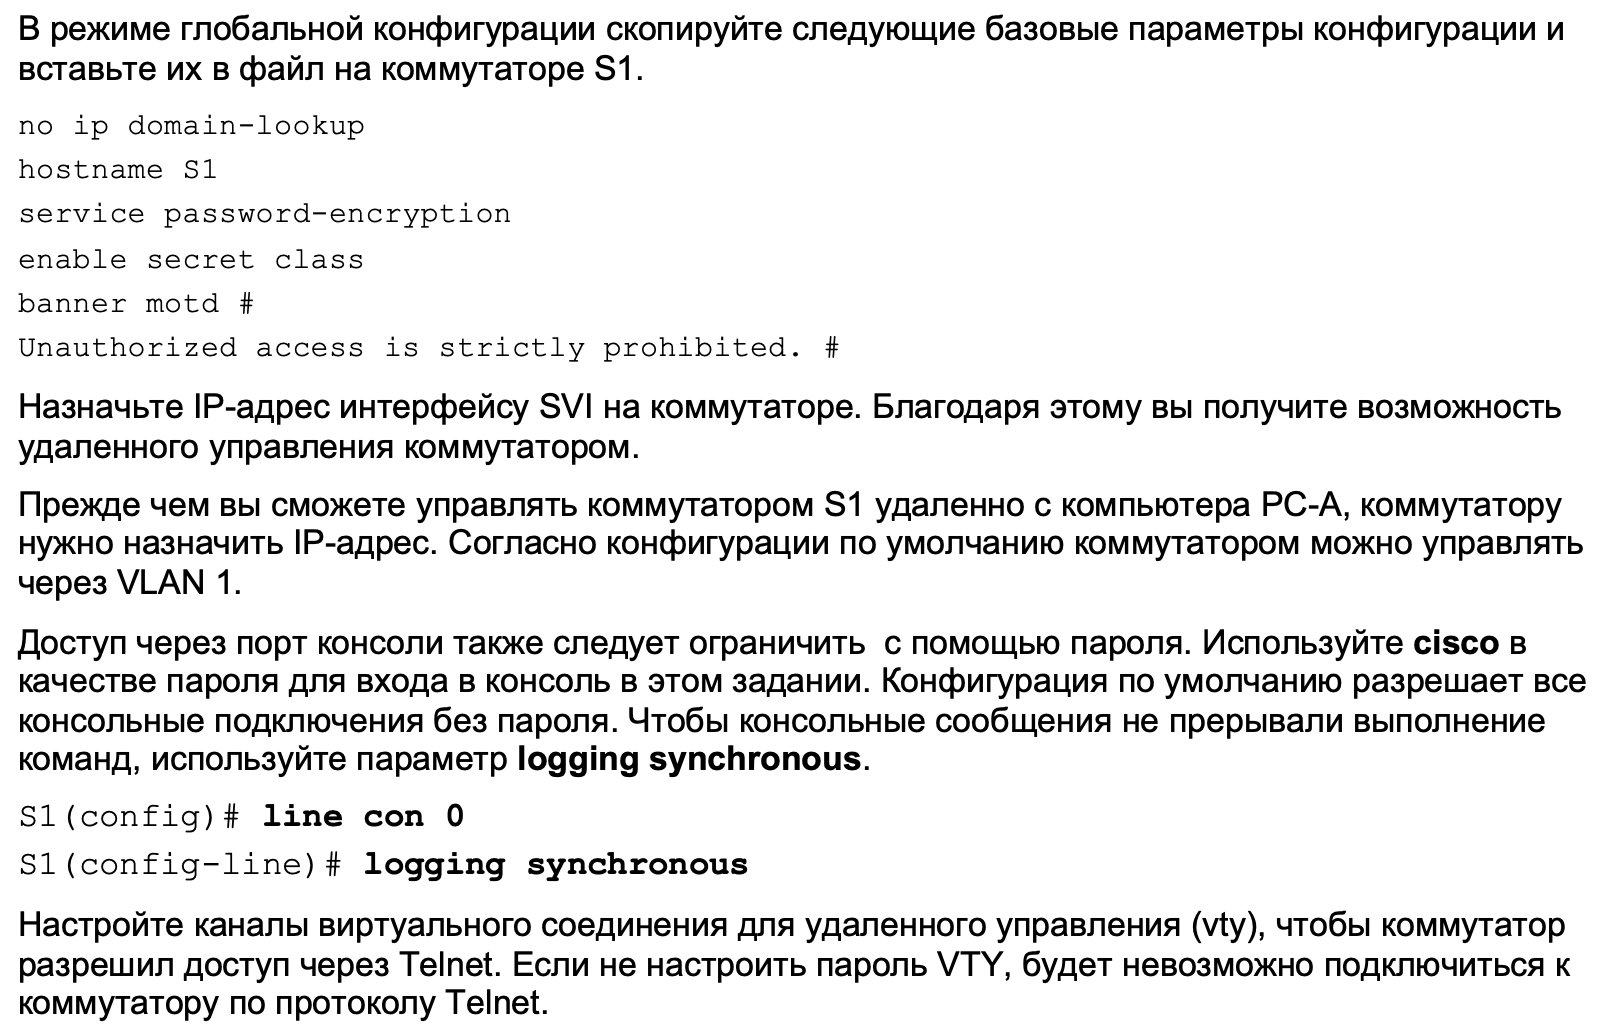 В режиме глобальной конфигурации скопируйте следующие базовые параметры конфигурации и
вставьте их в файл на коммутаторе S1.
no ip domain-lookup
hostname S1
service password-encryption
enable secret class
banner motd #
Unauthorized access is strictly prohibited. #
Назначьте IP-адрес интерфейсу SVI на коммутаторе. Благодаря этому вы получите возможность
удаленного управления коммутатором.
Прежде чем вы сможете управлять коммутатором S1 удаленно с компьютера PC-A, коммутатору
нужно назначить IP-адрес. Согласно конфигурации по умолчанию коммутатором можно управлять
через VLAN 1.
Доступ через порт консоли также следует ограничить  с помощью пароля. Используйте cisco в
качестве пароля для входа в консоль в этом задании. Конфигурация по умолчанию разрешает все
консольные подключения без пароля. Чтобы консольные сообщения не прерывали выполнение
команд, используйте параметр logging synchronous.
S1(config)# line con 0
S1(config-line)# logging synchronous
Настройте каналы виртуального соединения для удаленного управления (vty), чтобы коммутатор
разрешил доступ через Telnet. Если не настроить пароль VTY, будет невозможно подключиться к
коммутатору по протоколу Telnet.